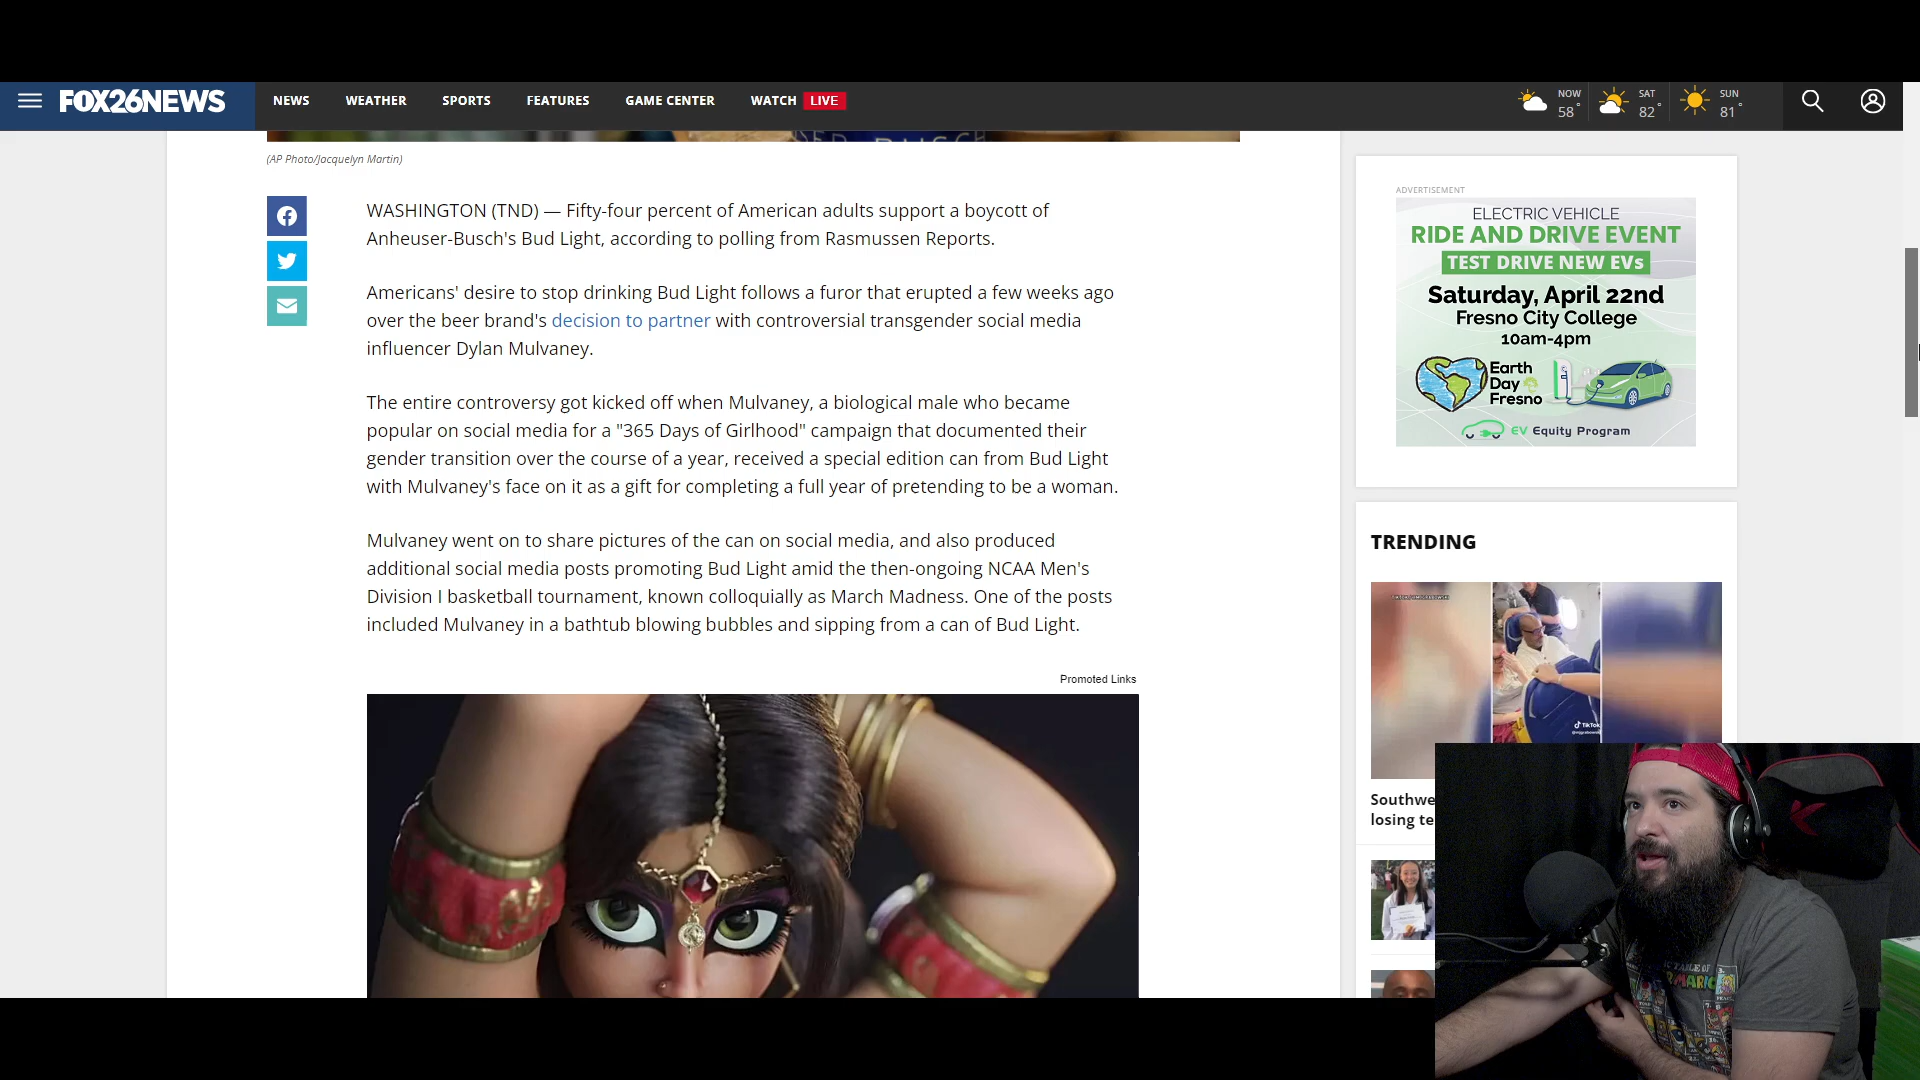 FOX26NEWS
NEWS WEATHER SPORTS FEATURES GAME CENTER WATCH LIVE
NOW 58° SAT 82° SUN 81°
(AP Photo/Jacquelyn Martin)
WASHINGTON (TND) — Fifty-four percent of American adults support a boycott of
Anheuser-Busch's Bud Light, according to polling from Rasmussen Reports.
Americans' desire to stop drinking Bud Light follows a furor that erupted a few weeks ago
over the beer brand's decision to partner with controversial transgender social media
influencer Dylan Mulvaney.
The entire controversy got kicked off when Mulvaney, a biological male who became
popular on social media for a "365 Days of Girlhood" campaign that documented their
gender transition over the course of a year, received a special edition can from Bud Light
with Mulvaney's face on it as a gift for completing a full year of pretending to be a woman.
Mulvaney went on to share pictures of the can on social media, and also produced
additional social media posts promoting Bud Light amid the then-ongoing NCAA Men's
Division I basketball tournament, known colloquially as March Madness. One of the posts
included Mulvaney in a bathtub blowing bubbles and sipping from a can of Bud Light.
Promoted Links
ADVERTISEMENT
ELECTRIC VEHICLE
RIDE AND DRIVE EVENT
TEST DRIVE NEW EVs
Saturday, April 22nd
Fresno City College
10am-4pm
Earth
Day
Fresno
EV Equity Program
TRENDING
TikTok
Southwe
losing te